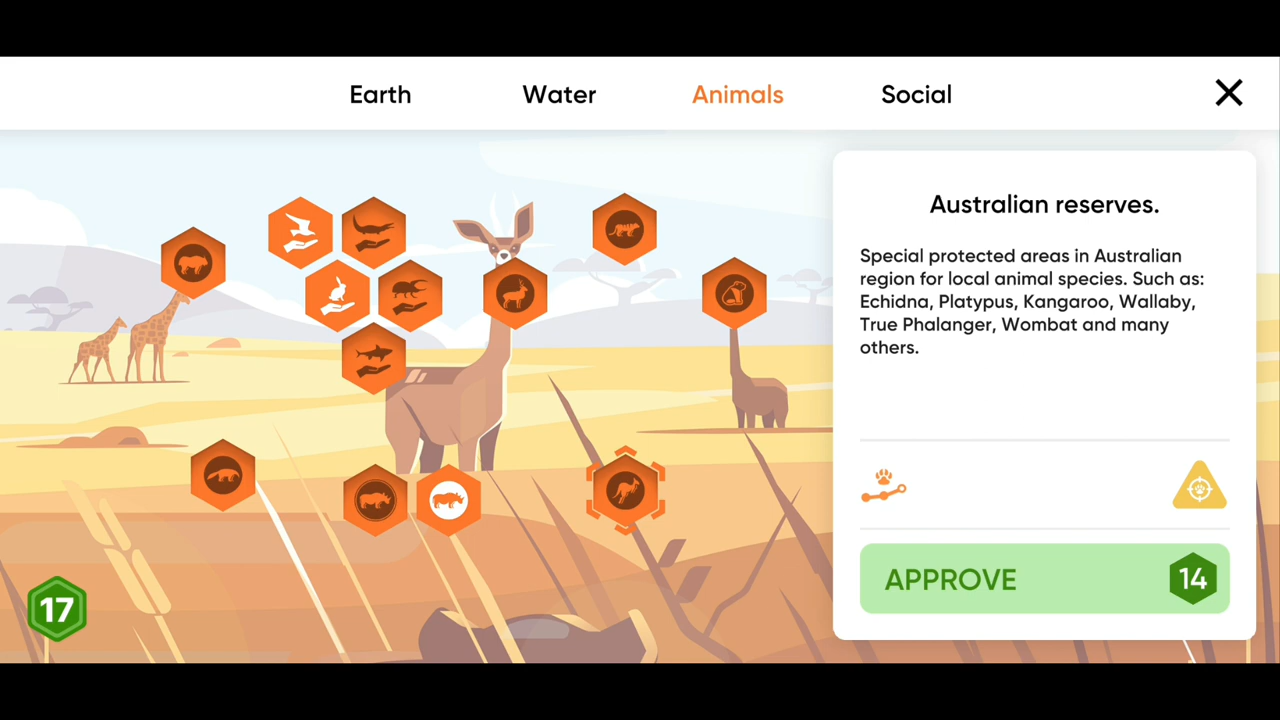 Earth
Water
Animals
Social
Australian reserves.
Special protected areas in Australian
region for local animal species. Such as:
Echidna, Platypus, Kangaroo, Wallaby,
True Phalanger, Wombat and many
others.
APPROVE
14
17